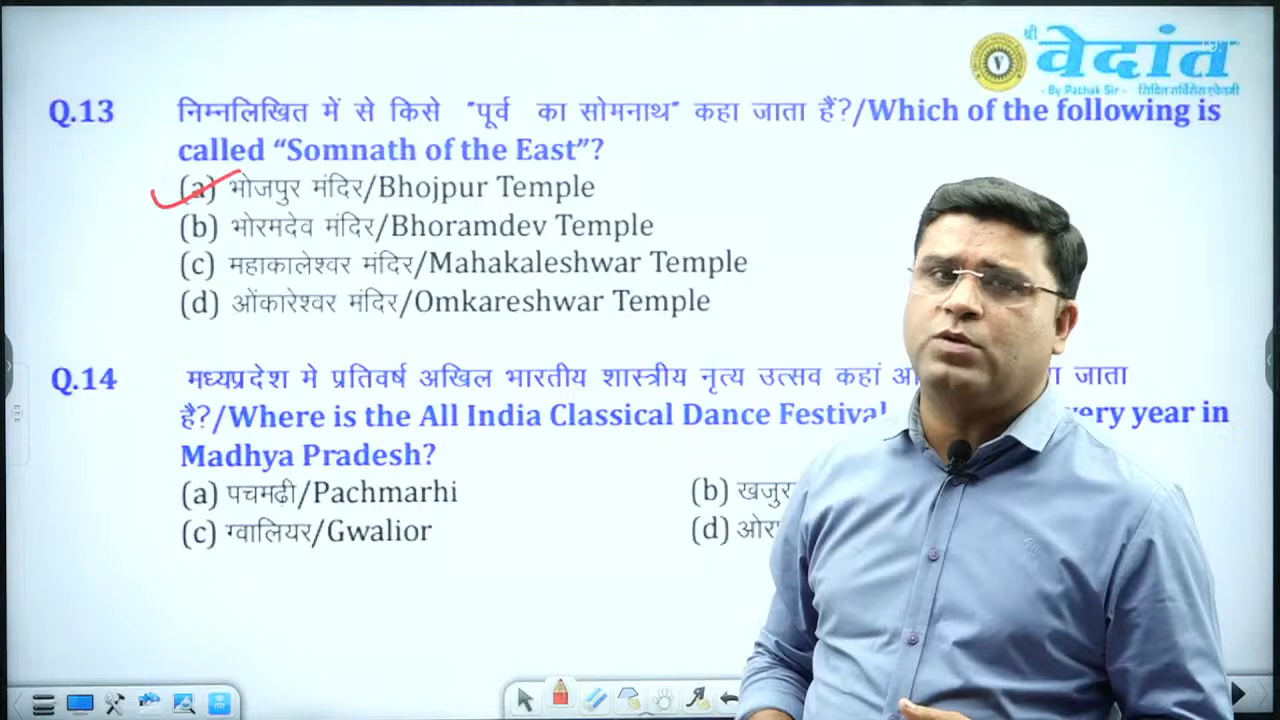 श्री
वेदांत
V
- By Pathak Sir -
Q.13 निम्नलिखित में से किसे "पूर्व का सोमनाथ" कहा जाता हैं?/Which of the following is
called “Somnath of the East”?
(a) भोजपुर मंदिर/Bhojpur Temple
(b) भोरमदेव मंदिर/Bhoramdev Temple
(c) महाकालेश्वर मंदिर/Mahakaleshwar Temple
(d) ओंकारेश्वर मंदिर/Omkareshwar Temple
Q.14 मध्यप्रदेश मे प्रतिवर्ष अखिल भारतीय शास्त्रीय नृत्य उत्सव कहां जाता
है?/Where is the All India Classical Dance Festival year in
Madhya Pradesh?
(a) पचमढ़ी/Pachmarhi (b)
(c) ग्वालियर/Gwalior (d)